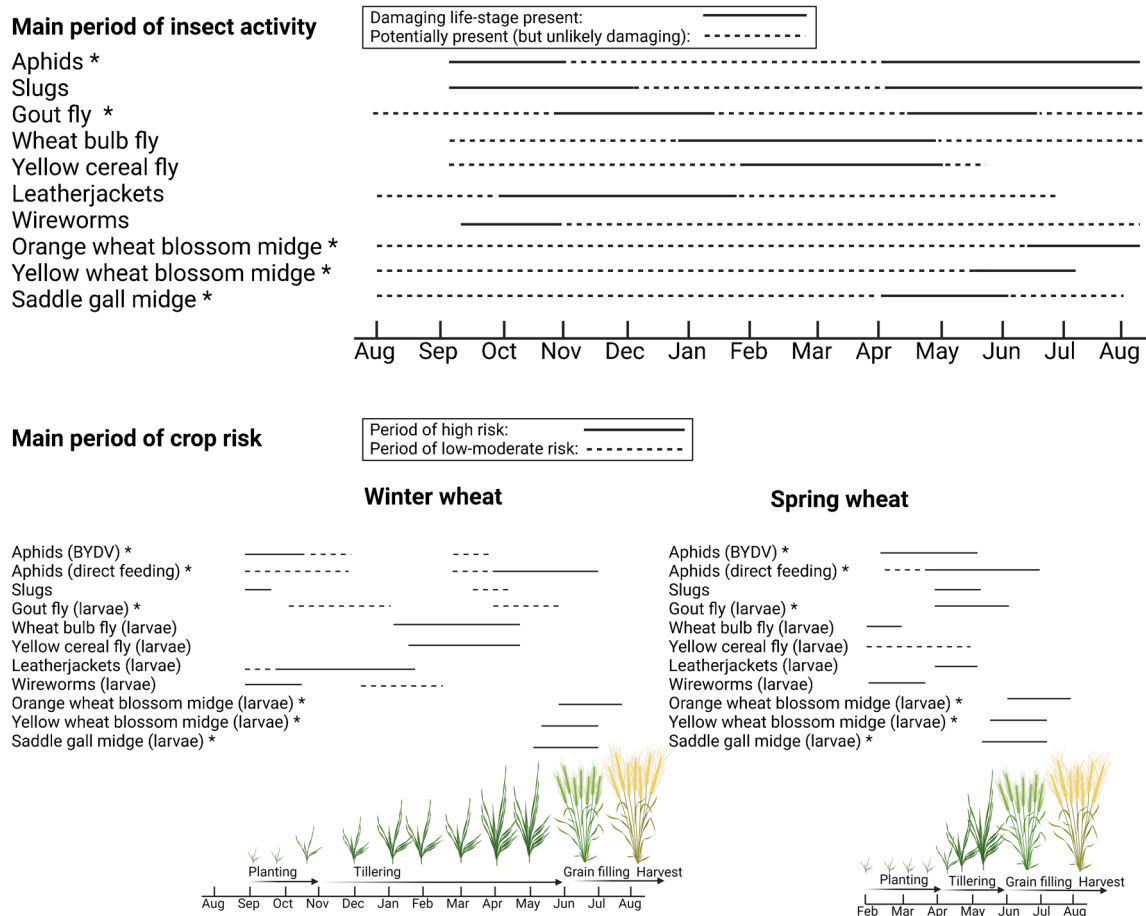 Main period of insect activity
Damaging life-stage present:
Potentially present (but unlikely damaging):
Aphids *
Slugs
Gout fly *
Wheat bulb fly
Yellow cereal fly
Leatherjackets
Wireworms
Orange wheat blossom midge *
Yellow wheat blossom midge *
Saddle gall midge *
Aug Sep Oct Nov Dec Jan Feb Mar Apr May Jun Jul Aug
Main period of crop risk
Period of high risk:
Period of low-moderate risk:
Winter wheat
Aphids (BYDV) *
Aphids (direct feeding) *
Slugs
Gout fly (larvae) *
Wheat bulb fly (larvae)
Yellow cereal fly (larvae)
Leatherjackets (larvae)
Wireworms (larvae)
Orange wheat blossom midge (larvae) *
Yellow wheat blossom midge (larvae) *
Saddle gall midge (larvae) *
Planting Tillering Grain filling Harvest
Aug Sep Oct Nov Dec Jan Feb Mar Apr May Jun Jul Aug
Spring wheat
Aphids (BYDV) *
Aphids (direct feeding) *
Slugs
Gout fly (larvae) *
Wheat bulb fly (larvae)
Yellow cereal fly (larvae)
Leatherjackets (larvae)
Wireworms (larvae)
Orange wheat blossom midge (larvae) *
Yellow wheat blossom midge (larvae) *
Saddle gall midge (larvae) *
Planting Tillering Grain filling Harvest
Feb Mar Apr May Jun Jul Aug